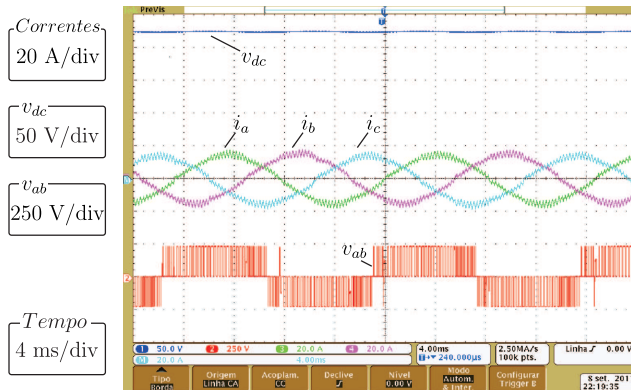 Correntes
20 A/div
v_dc
50 V/div
v_ab
250 V/div
Tempo
4 ms/div
PreVis
v_dc
i_a
i_b
i_c
v_ab
1 50.0 V
2 250 V
3 20.0 A
4 20.0 A
M 20.0 A
4.00ms
4.00ms
T→▼ 240.000µs
2.50MA/s
100k pts.
Linha
0.00 V
Tipo
Borda
Origem
Linha CA
Acoplam.
CC
Declive
Nível
0.00 V
Modo
Autom.
& Inter.
Configurar
Trigger B
8 set. 201
22:19:35